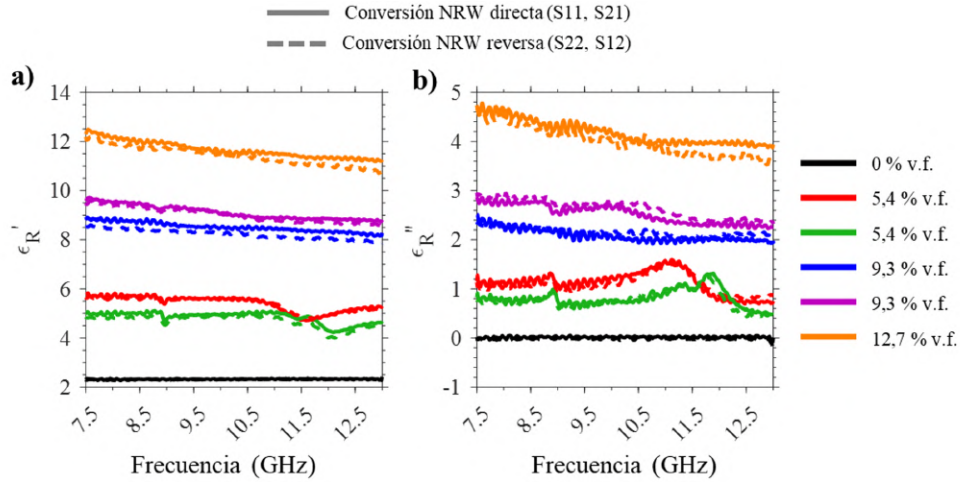 Conversión NRW directa (S11, S21)
Conversión NRW reversa (S22, S12)
a)
b)
ϵR'
14
12
10
8
6
4
2
7.5
8.5
9.5
10.5
11.5
12.5
Frecuencia (GHz)
ϵR''
5
4
3
2
1
0
-1
7.5
8.5
9.5
10.5
11.5
12.5
Frecuencia (GHz)
0 % v.f.
5,4 % v.f.
5,4 % v.f.
9,3 % v.f.
9,3 % v.f.
12,7 % v.f.